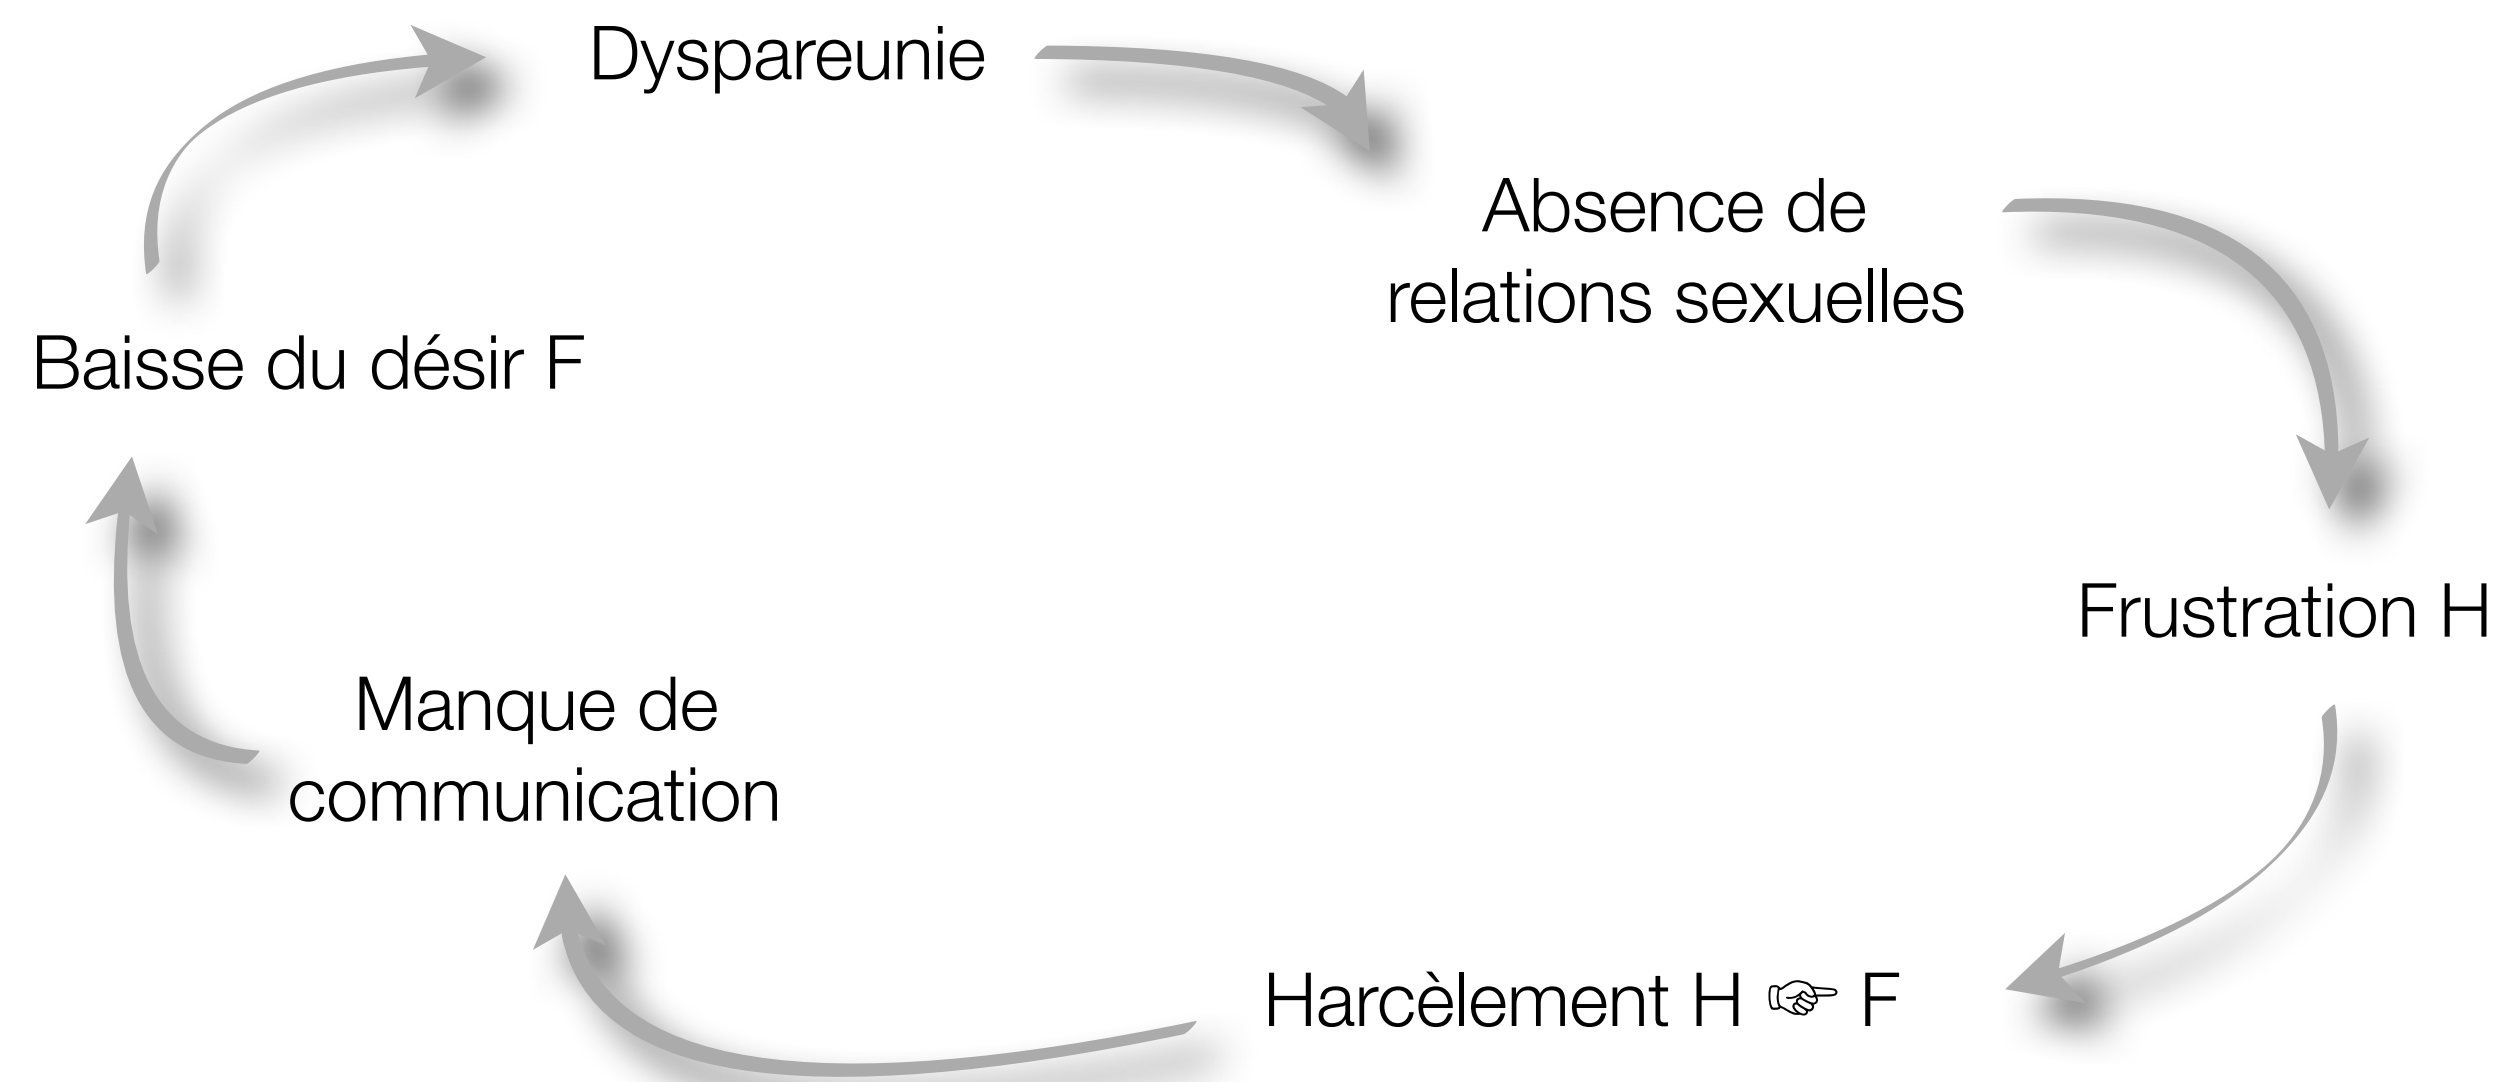 Dyspareunie
Absence de
relations sexuelles
Frustration H
Harcèlement H ☞ F
Manque de
communication
Baisse du désir F